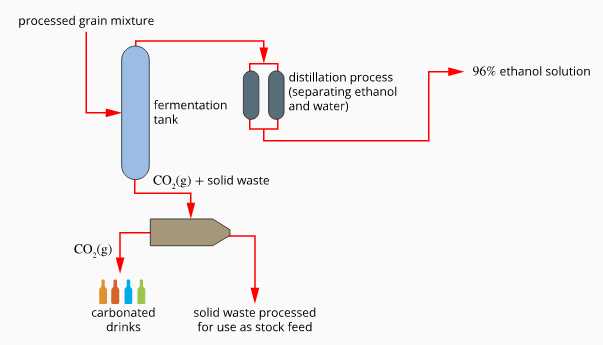 processed grain mixture
fermentation
tank
distillation process
(separating ethanol
and water)
96% ethanol solution
CO₂(g) + solid waste
CO₂(g)
carbonated
drinks
solid waste processed
for use as stock feed